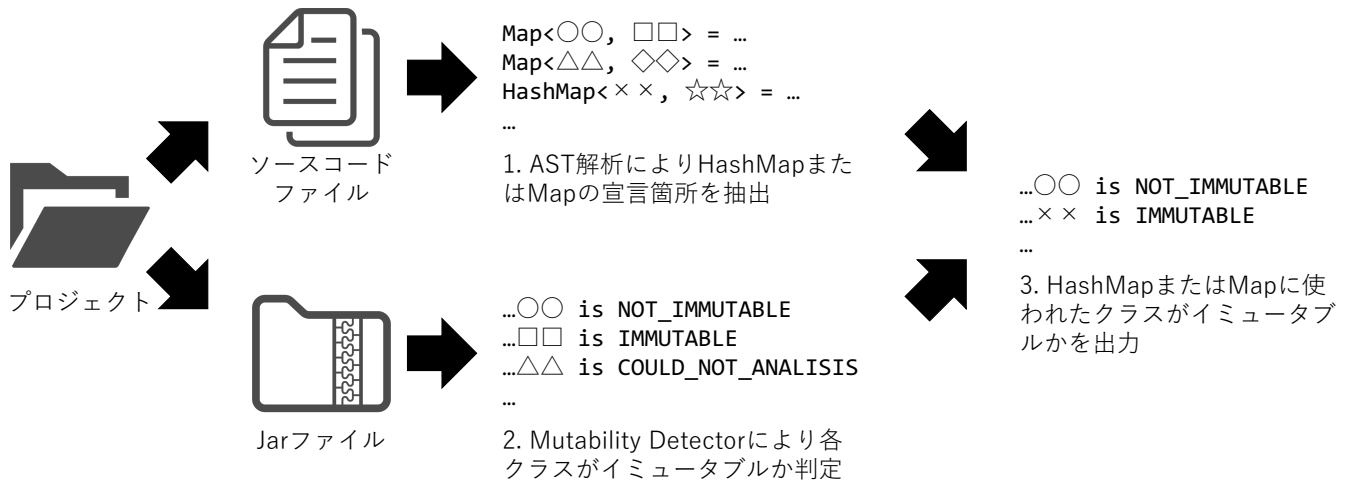 Map<○○, □□> = …
Map<△△, ◇◇> = …
HashMap<××, ☆☆> = …
…
1. AST解析によりHashMapまた
はMapの宣言箇所を抽出
ソースコード
ファイル
プロジェクト
…○○ is NOT_IMMUTABLE
…□□ is IMMUTABLE
…△△ is COULD_NOT_ANALISIS
…
2. Mutability Detectorにより各
クラスがイミュータブルか判定
Jarファイル
…○○ is NOT_IMMUTABLE
…×× is IMMUTABLE
…
3. HashMapまたはMapに使
われたクラスがイミュータブ
ルかを出力